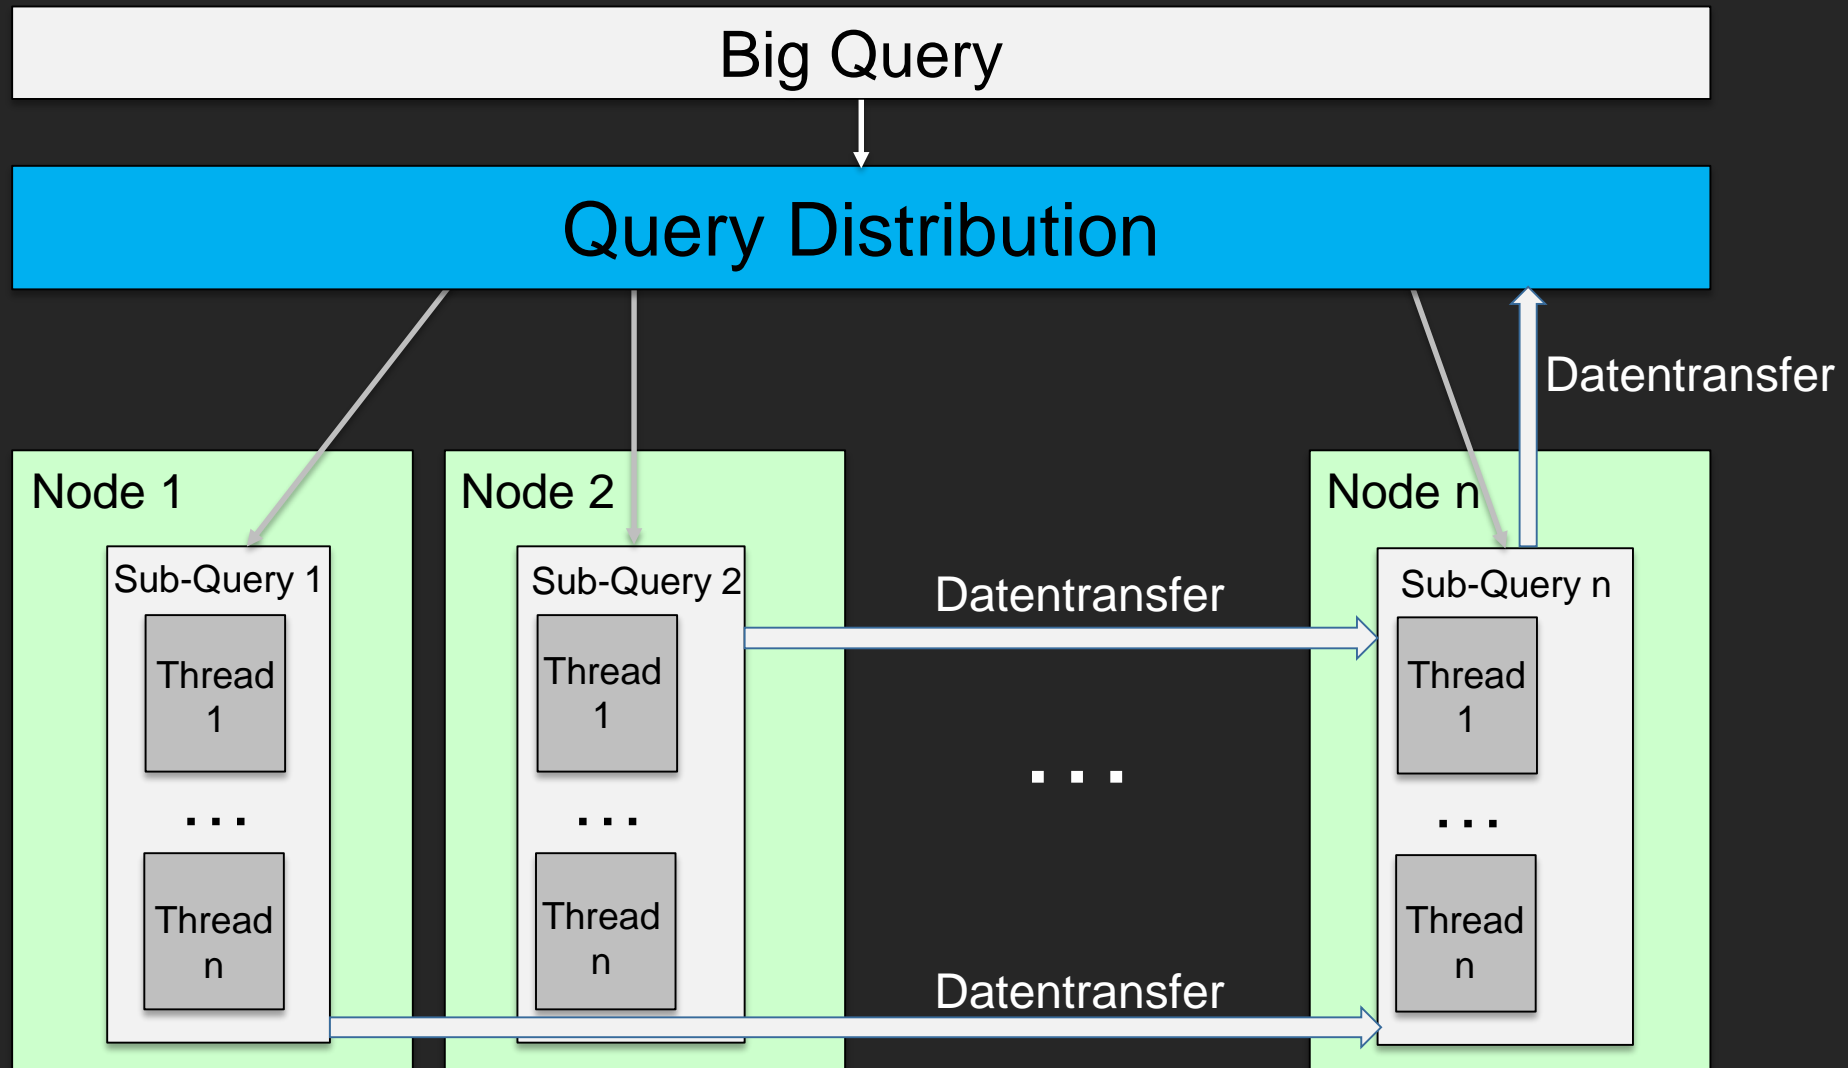 Big Query
Query Distribution
Datentransfer
Node 1
Node 2
Node n
Sub-Query 1
Sub-Query 2
Datentransfer
Sub-Query n
Thread
1
Thread
1
Thread
1
...
...
...
...
Thread
n
Thread
n
Thread
n
Datentransfer